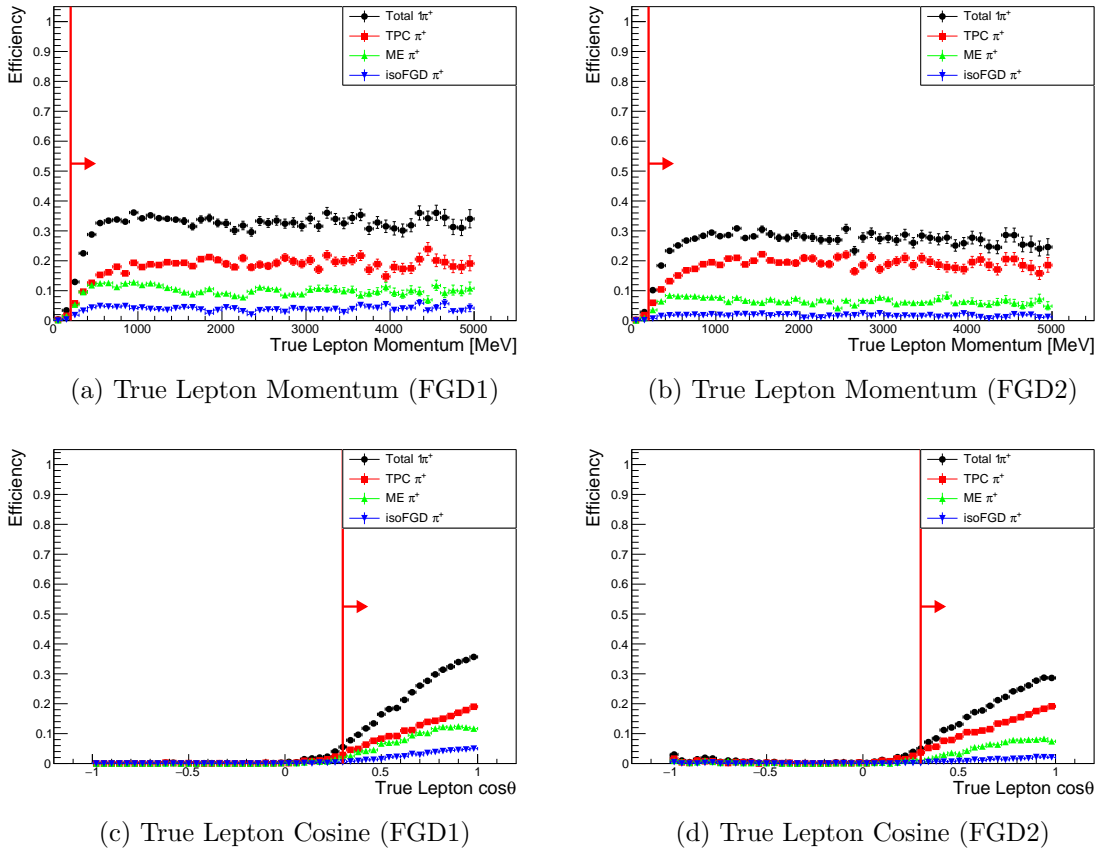 Efficiency
1
0.9
0.8
0.7
0.6
0.5
0.4
0.3
0.2
0.1
0
0 1000 2000 3000 4000 5000
True Lepton Momentum [MeV]
Total 1π⁺
TPC π⁺
ME π⁺
isoFGD π⁺
(a) True Lepton Momentum (FGD1)
Efficiency
1
0.9
0.8
0.7
0.6
0.5
0.4
0.3
0.2
0.1
0
0 1000 2000 3000 4000 5000
True Lepton Momentum [MeV]
Total 1π⁺
TPC π⁺
ME π⁺
isoFGD π⁺
(b) True Lepton Momentum (FGD2)
Efficiency
1
0.9
0.8
0.7
0.6
0.5
0.4
0.3
0.2
0.1
0
−1 −0.5 0 0.5 1
True Lepton cosθ
Total 1π⁺
TPC π⁺
ME π⁺
isoFGD π⁺
(c) True Lepton Cosine (FGD1)
Efficiency
1
0.9
0.8
0.7
0.6
0.5
0.4
0.3
0.2
0.1
0
−1 −0.5 0 0.5 1
True Lepton cosθ
Total 1π⁺
TPC π⁺
ME π⁺
isoFGD π⁺
(d) True Lepton Cosine (FGD2)